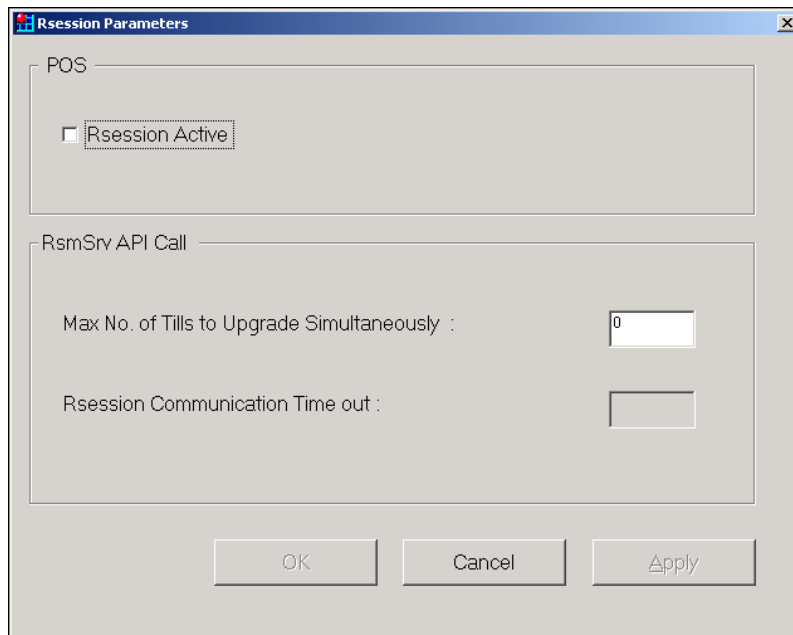 Rsession Parameters
POS
Rsession Active
RsmSrv API Call
Max No. of Tills to Upgrade Simultaneously : 0
Rsession Communication Time out :
OK Cancel Apply